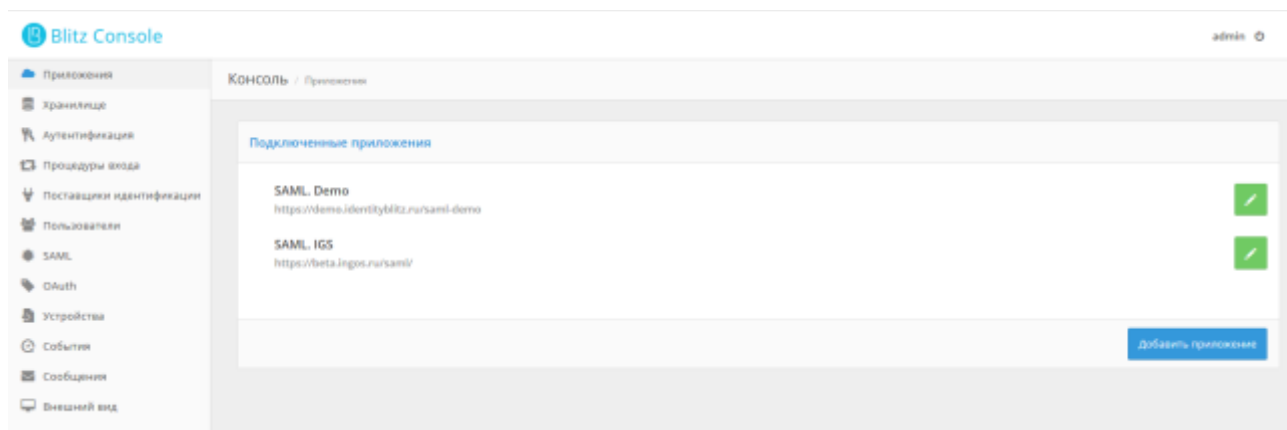 Blitz Console
admin
Приложения
Консоль / Приложения
Хранилище
Аутентификация
Процедуры входа
Поставщики идентификации
Пользователи
SAML
OAuth
Устройства
События
Сообщения
Внешний вид
Подключенные приложения
SAML. Demo
https://demo.identityblitz.ru/saml-demo
SAML. IGS
https://beta.ingos.ru/saml/
Добавить приложение